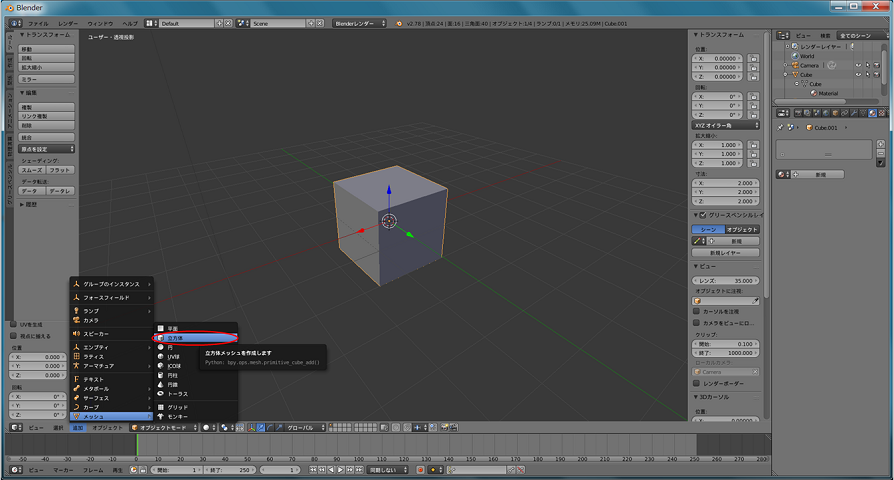 Blender
ファイル レンダー ウィンドウ ヘルプ Default Scene Blenderレンダー v2.78 | 頂点:24 | 面:16 | 三角面:40 | オブジェクト:1/4 | ランプ:0/1 | メモリ:25.09M | Cube.001
ユーザー・透視投影
▼トランスフォーム
移動
回転
拡大縮小
ミラー
▼編集
複製
リンク複製
削除
統合
原点を設定
シェーディング:
スムーズ フラット
データ転送:
データ データレ
▶履歴
UVを生成
視点に揃える
位置
X: 0.000
Y: 0.000
Z: 0.000
回転
X: 0°
Y: 0°
Z: 0°
グループのインスタンス
フォースフィールド
ランプ
カメラ
スピーカー
エンプティ
ラティス
アーマチュア
テキスト
メタボール
サーフェス
カーブ
メッシュ
平面
立方体
円
UV球
ICO球
円柱
円錐
トーラス
グリッド
モンキー
立方体メッシュを作成します
Python: bpy.ops.mesh.primitive_cube_add()
▼トランスフォーム
位置:
X: 0.00000
Y: 0.00000
Z: 0.00000
回転:
X: 0°
Y: 0°
Z: 0°
XYZ オイラー角
拡大縮小:
X: 1.000
Y: 1.000
Z: 1.000
寸法:
X: 2.000
Y: 2.000
Z: 2.000
▼グリースペンシルレイ
シーン オブジェクト
新規
新規レイヤー
▼ビュー
レンズ: 35.000
オブジェクトに注視:
カーソルを注視
カメラをビューにロ...
クリップ:
開始: 0.100
終了: 1000.000
ローカルカメラ:
Camera
レンダーボーダー
▼3Dカーソル
ビュー 検索 全てのシーン
レンダーレイヤー
World
Camera
Cube
Cube
Material
Cube.001
新規
ビュー 選択 追加 オブジェクト オブジェクトモード グローバル
-50 -40 -30 -20 -10 0 10 20 30 40 50 60 70 80 90 100 110 120 130 140 150 160 170 180 190 200 210 220 230 240 250 260 270 280
ビュー マーカー フレーム 再生 開始: 1 終了: 250 1 同期しない